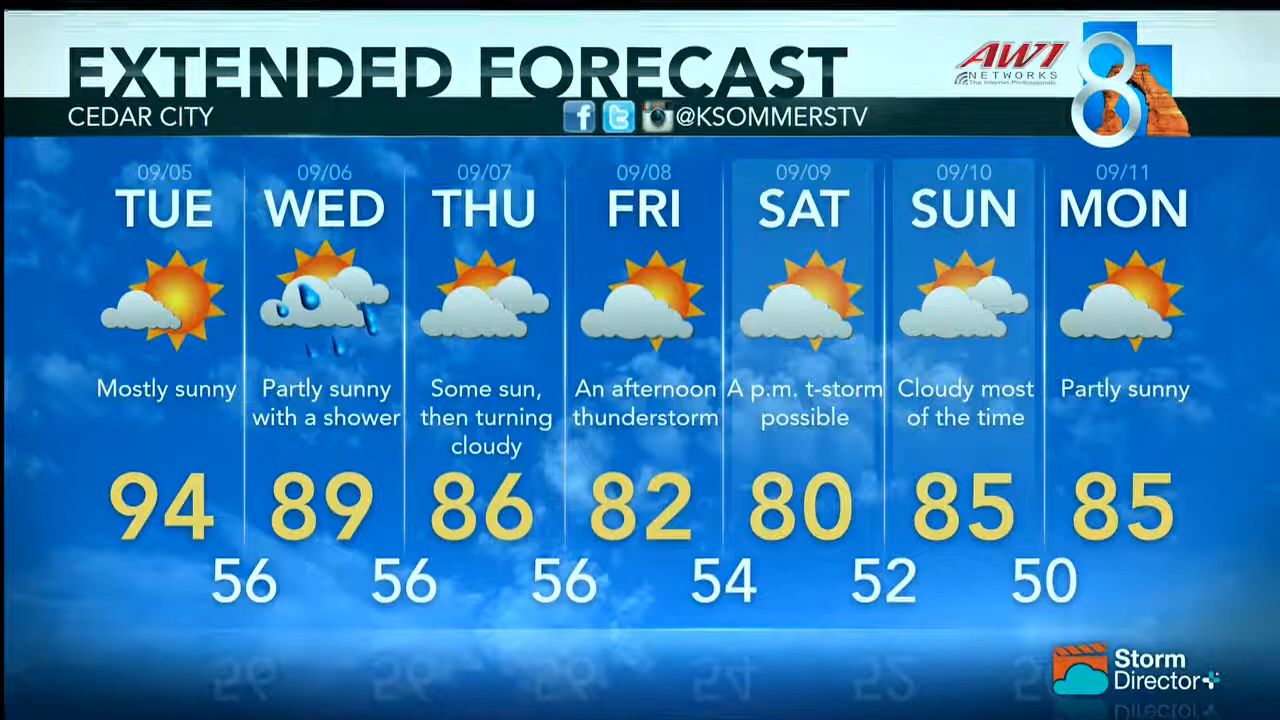 EXTENDED FORECAST
AWI
NETWORKS
The Internet Professionals
8
CEDAR CITY
@KSOMMERSTV
09/05 09/06 09/07 09/08 09/09 09/10 09/11
TUE WED THU FRI SAT SUN MON
Mostly sunny
Partly sunny
with a shower
Some sun,
then turning
cloudy
An afternoon
thunderstorm
A p.m. t-storm
possible
Cloudy most
of the time
Partly sunny
94 89 86 82 80 85 85
56 56 56 54 52 50
Storm
Director+